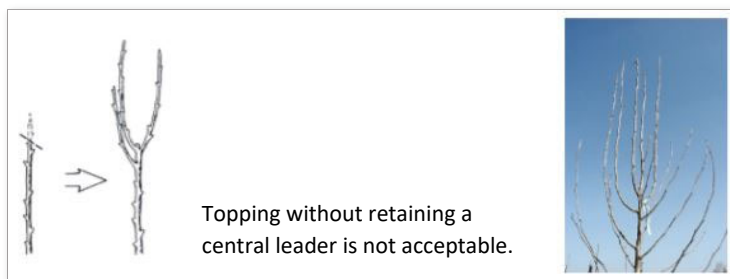 Topping without retaining a
central leader is not acceptable.